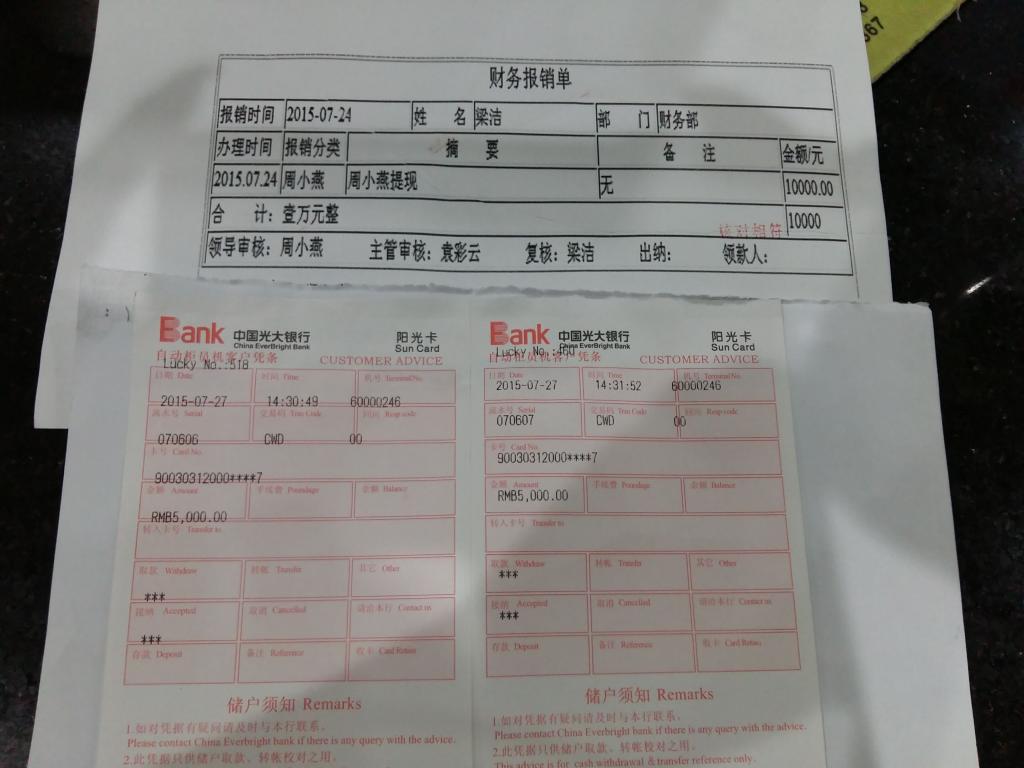 67
财务报销单
报销时间 2015-07-24 姓 名 梁洁 部 门 财务部
办理时间 报销分类 摘 要 备 注 金额/元
2015.07.24 周小燕 周小燕提现 无 10000.00
合 计: 壹万元整 10000
核对相符
领导审核: 周小燕 主管审核: 袁彩云 复核: 梁洁 出纳: 领款人:
Bank 中国光大银行 China EverBright Bank 阳光卡 Sun Card
自动柜员机客户凭条 CUSTOMER ADVICE
Lucky No.:518
日期 Date 时间 Time 机号 Terminal No.
2015-07-27 14:30:49 60000246
流水号 Serial 交易码 Tran Code 回应 Resp code
070606 CWD 00
卡号 Card No.
90030312000****7
金额 Amount 手续费 Poundage 余额 Balance
RMB5,000.00
转入卡号 Transfer to
取款 Withdraw 转帐 Transfer 其它 Other
***
接纳 Accepted 取消 Cancelled 请洽本行 Contact us
***
存款 Deposit 备注 Reference 收卡 Card Retain
储户须知 Remarks
1.如对凭据有疑问请及时与本行联系。
Please contact China Everbright bank if there is any query with the advice.
2.此凭据只供储户取款、转帐校对之用。
Bank 中国光大银行 China EverBright Bank 阳光卡 Sun Card
自动柜员机客户凭条 CUSTOMER ADVICE
Lucky No.:460
日期 Date 时间 Time 机号 Terminal No.
2015-07-27 14:31:52 60000246
流水号 Serial 交易码 Tran Code 回应 Resp code
070607 CWD 00
卡号 Card No.
90030312000****7
金额 Amount 手续费 Poundage 余额 Balance
RMB5,000.00
转入卡号 Transfer to
取款 Withdraw 转帐 Transfer 其它 Other
***
接纳 Accepted 取消 Cancelled 请洽本行 Contact us
***
存款 Deposit 备注 Reference 收卡 Card Retain
储户须知 Remarks
1.如对凭据有疑问请及时与本行联系。
Please contact China Everbright bank if there is any query with the advice.
2.此凭据只供储户取款、转帐校对之用。
This advice is for cash withdrawal & transfer reference only.